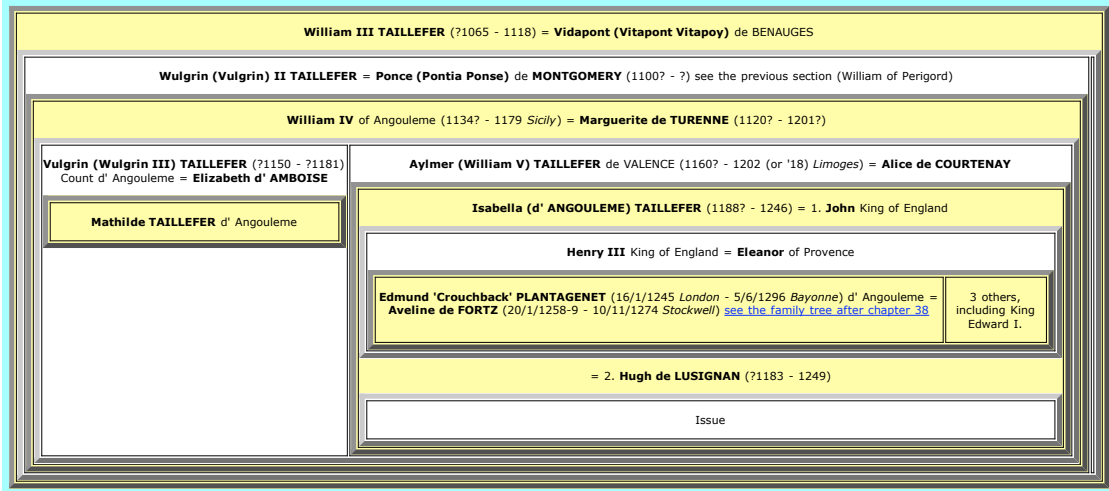 William III TAILLEFER (?1065 - 1118) = Vidapont (Vitapont Vitapoy) de BENAUGES
Wulgrin (Vulgrin) II TAILLEFER = Ponce (Pontia Ponse) de MONTGOMERY (1100? - ?) see the previous section (William of Perigord)
William IV of Angouleme (1134? - 1179 Sicily) = Marguerite de TURENNE (1120? - 1201?)
Vulgrin (Wulgrin III) TAILLEFER (?1150 - ?1181)
Count d' Angouleme = Elizabeth d' AMBOISE
Mathilde TAILLEFER d' Angouleme
Aylmer (William V) TAILLEFER de VALENCE (1160? - 1202 (or '18) Limoges) = Alice de COURTENAY
Isabella (d' ANGOULEME) TAILLEFER (1188? - 1246) = 1. John King of England
Henry III King of England = Eleanor of Provence
Edmund 'Crouchback' PLANTAGENET (16/1/1245 London - 5/6/1296 Bayonne) d' Angouleme =
Aveline de FORTZ (20/1/1258-9 - 10/11/1274 Stockwell) see the family tree after chapter 38
3 others,
including King
Edward I.
= 2. Hugh de LUSIGNAN (?1183 - 1249)
Issue